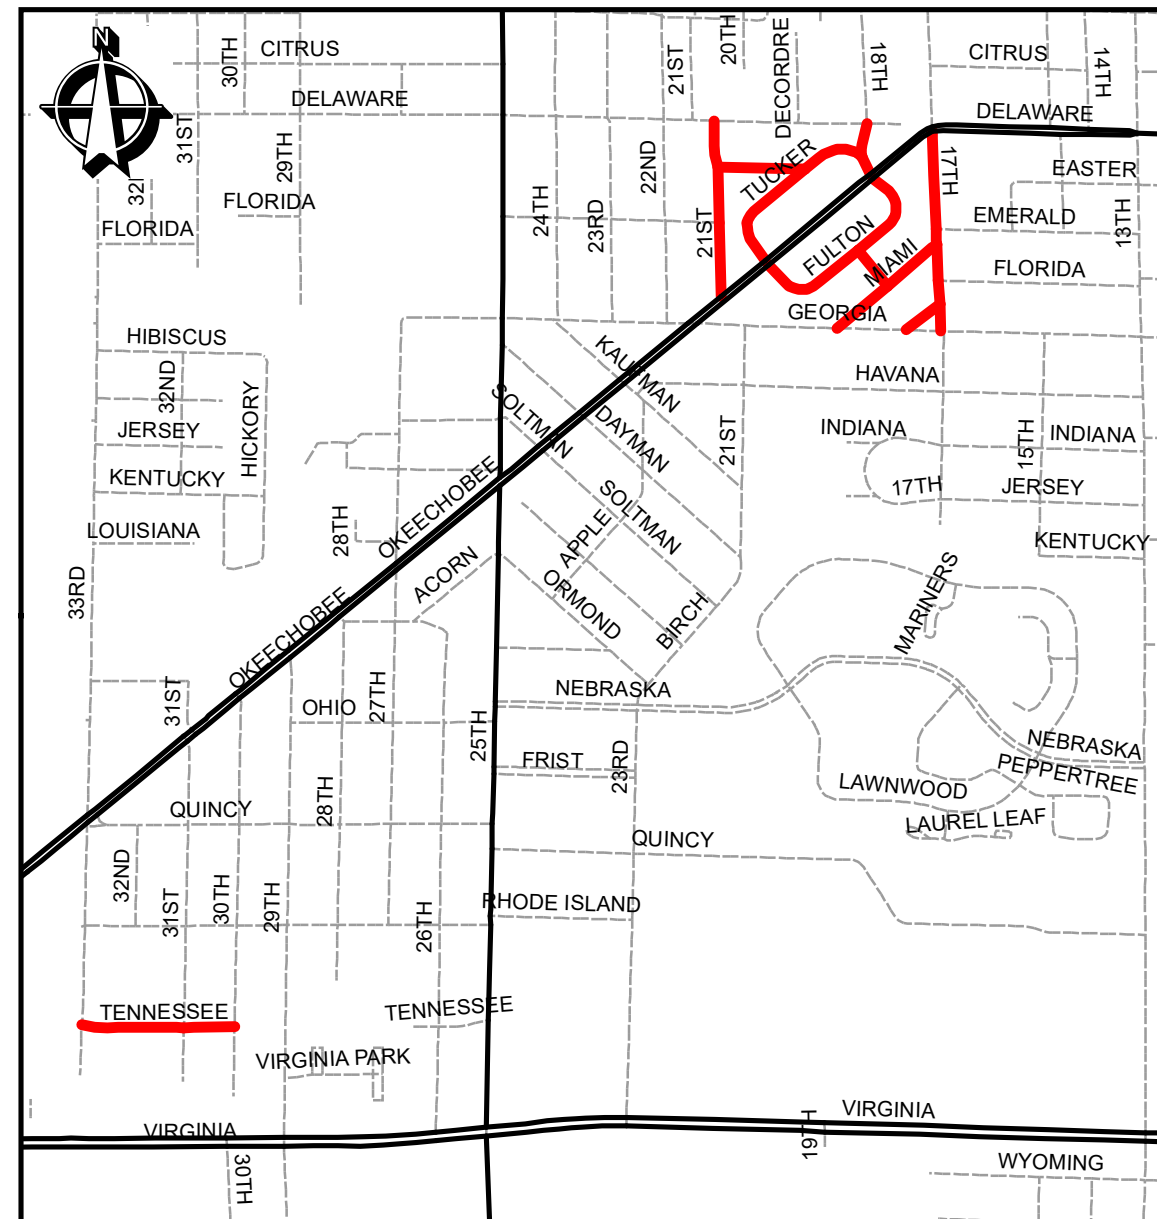 N
30TH
CITRUS
21ST
20TH
DECORDRE
18TH
CITRUS
14TH
DELAWARE
DELAWARE
31ST
29TH
22ND
TUCKER
17TH
EASTER
FLORIDA
24TH
23RD
21ST
FULTON
MIAMI
EMERALD
13TH
FLORIDA
FLORIDA
GEORGIA
HIBISCUS
KAUFMAN
HAVANA
32ND
HICKORY
SOLTMAN
DAYMAN
21ST
INDIANA
15TH
INDIANA
JERSEY
KENTUCKY
17TH
JERSEY
LOUISIANA
28TH
OKEECHOBEE
APPLE
SOLTMAN
KENTUCKY
33RD
ACORN
ORMOND
BIRCH
MARINERS
OKEECHOBEE
31ST
OHIO
27TH
25TH
NEBRASKA
FRIST
23RD
NEBRASKA
PEPPERTREE
LAWNWOOD
LAUREL LEAF
QUINCY
28TH
QUINCY
32ND
31ST
30TH
29TH
26TH
RHODE ISLAND
TENNESSEE
TENNESSEE
VIRGINIA PARK
VIRGINIA
VIRGINIA
19TH
30TH
WYOMING